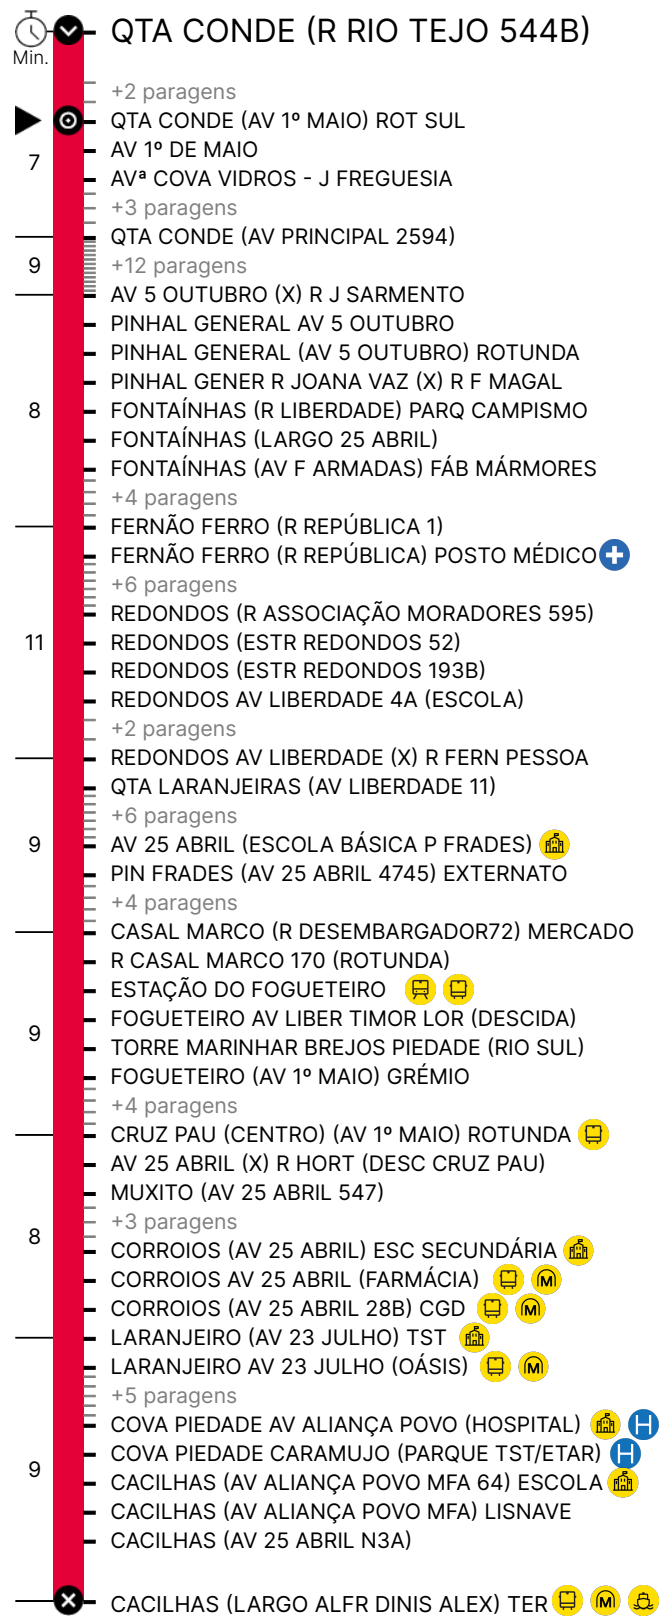 QTA CONDE (R RIO TEJO 544B)
Min.
+2 paragens
QTA CONDE (AV 1º MAIO) ROT SUL
AV 1º DE MAIO
7
AVª COVA VIDROS - J FREGUESIA
+3 paragens
QTA CONDE (AV PRINCIPAL 2594)
9
+12 paragens
AV 5 OUTUBRO (X) R J SARMENTO
PINHAL GENERAL AV 5 OUTUBRO
PINHAL GENERAL (AV 5 OUTUBRO) ROTUNDA
PINHAL GENER R JOANA VAZ (X) R F MAGAL
8
FONTAÍNHAS (R LIBERDADE) PARQ CAMPISMO
FONTAÍNHAS (LARGO 25 ABRIL)
FONTAÍNHAS (AV F ARMADAS) FÁB MÁRMORES
+4 paragens
FERNÃO FERRO (R REPÚBLICA 1)
FERNÃO FERRO (R REPÚBLICA) POSTO MÉDICO
+6 paragens
REDONDOS (R ASSOCIAÇÃO MORADORES 595)
11
REDONDOS (ESTR REDONDOS 52)
REDONDOS (ESTR REDONDOS 193B)
REDONDOS AV LIBERDADE 4A (ESCOLA)
+2 paragens
REDONDOS AV LIBERDADE (X) R FERN PESSOA
QTA LARANJEIRAS (AV LIBERDADE 11)
+6 paragens
9
AV 25 ABRIL (ESCOLA BÁSICA P FRADES)
PIN FRADES (AV 25 ABRIL 4745) EXTERNATO
+4 paragens
CASAL MARCO (R DESEMBARGADOR72) MERCADO
R CASAL MARCO 170 (ROTUNDA)
ESTAÇÃO DO FOGUETEIRO
FOGUETEIRO AV LIBER TIMOR LOR (DESCIDA)
9
TORRE MARINHAR BREJOS PIEDADE (RIO SUL)
FOGUETEIRO (AV 1º MAIO) GRÉMIO
+4 paragens
CRUZ PAU (CENTRO) (AV 1º MAIO) ROTUNDA
AV 25 ABRIL (X) R HORT (DESC CRUZ PAU)
MUXITO (AV 25 ABRIL 547)
+3 paragens
8
CORROIOS (AV 25 ABRIL) ESC SECUNDÁRIA
CORROIOS AV 25 ABRIL (FARMÁCIA) M
CORROIOS (AV 25 ABRIL 28B) CGD M
LARANJEIRO (AV 23 JULHO) TST
LARANJEIRO AV 23 JULHO (OÁSIS) M
+5 paragens
COVA PIEDADE AV ALIANÇA POVO (HOSPITAL) H
COVA PIEDADE CARAMUJO (PARQUE TST/ETAR) H
9
CACILHAS (AV ALIANÇA POVO MFA 64) ESCOLA
CACILHAS (AV ALIANÇA POVO MFA) LISNAVE
CACILHAS (AV 25 ABRIL N3A)
CACILHAS (LARGO ALFR DINIS ALEX) TER M